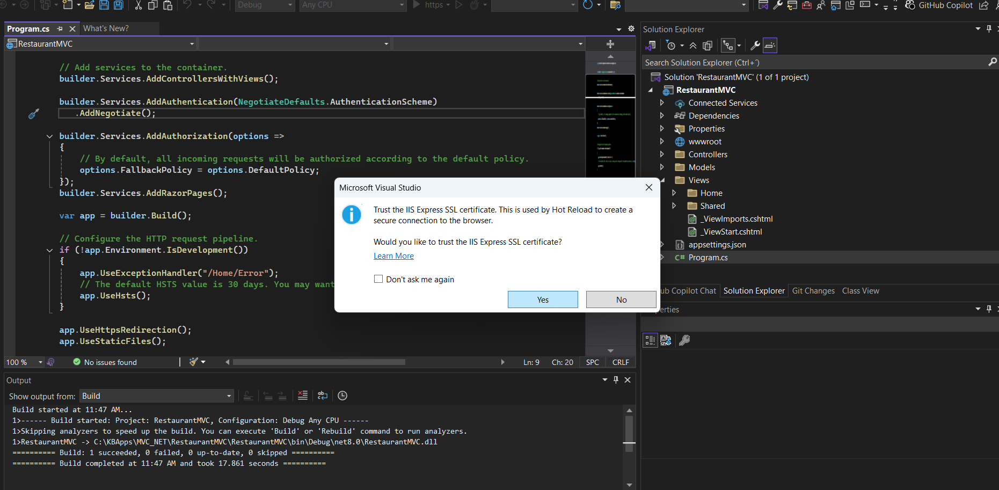 Debug
Any CPU
https
GitHub Copilot
Program.cs
What's New?
RestaurantMVC
// Add services to the container.
builder.Services.AddControllersWithViews();
builder.Services.AddAuthentication(NegotiateDefaults.AuthenticationScheme)
.AddNegotiate();
builder.Services.AddAuthorization(options =>
{
// By default, all incoming requests will be authorized according to the default policy.
options.FallbackPolicy = options.DefaultPolicy;
});
builder.Services.AddRazorPages();
var app = builder.Build();
// Configure the HTTP request pipeline.
if (!app.Environment.IsDevelopment())
{
app.UseExceptionHandler("/Home/Error");
// The default HSTS value is 30 days. You may want
app.UseHsts();
}
app.UseHttpsRedirection();
app.UseStaticFiles();
100 %
No issues found
Ln: 9
Ch: 20
SPC
CRLF
Microsoft Visual Studio
Trust the IIS Express SSL certificate. This is used by Hot Reload to create a
secure connection to the browser.
Would you like to trust the IIS Express SSL certificate?
Learn More
Don't ask me again
Yes
No
Solution Explorer
Search Solution Explorer (Ctrl+´)
Solution 'RestaurantMVC' (1 of 1 project)
RestaurantMVC
Connected Services
Dependencies
Properties
wwwroot
Controllers
Models
Views
Home
Shared
_ViewImports.cshtml
_ViewStart.cshtml
appsettings.json
C# Program.cs
ub Copilot Chat
Solution Explorer
Git Changes
Class View
perties
Output
Show output from:
Build
Build started at 11:47 AM...
1>------ Build started: Project: RestaurantMVC, Configuration: Debug Any CPU ------
1>Skipping analyzers to speed up the build. You can execute 'Build' or 'Rebuild' command to run analyzers.
1>RestaurantMVC -> C:\KBApps\MVC_NET\RestaurantMVC\RestaurantMVC\bin\Debug\net8.0\RestaurantMVC.dll
========== Build: 1 succeeded, 0 failed, 0 up-to-date, 0 skipped ==========
========== Build completed at 11:47 AM and took 17.861 seconds ==========